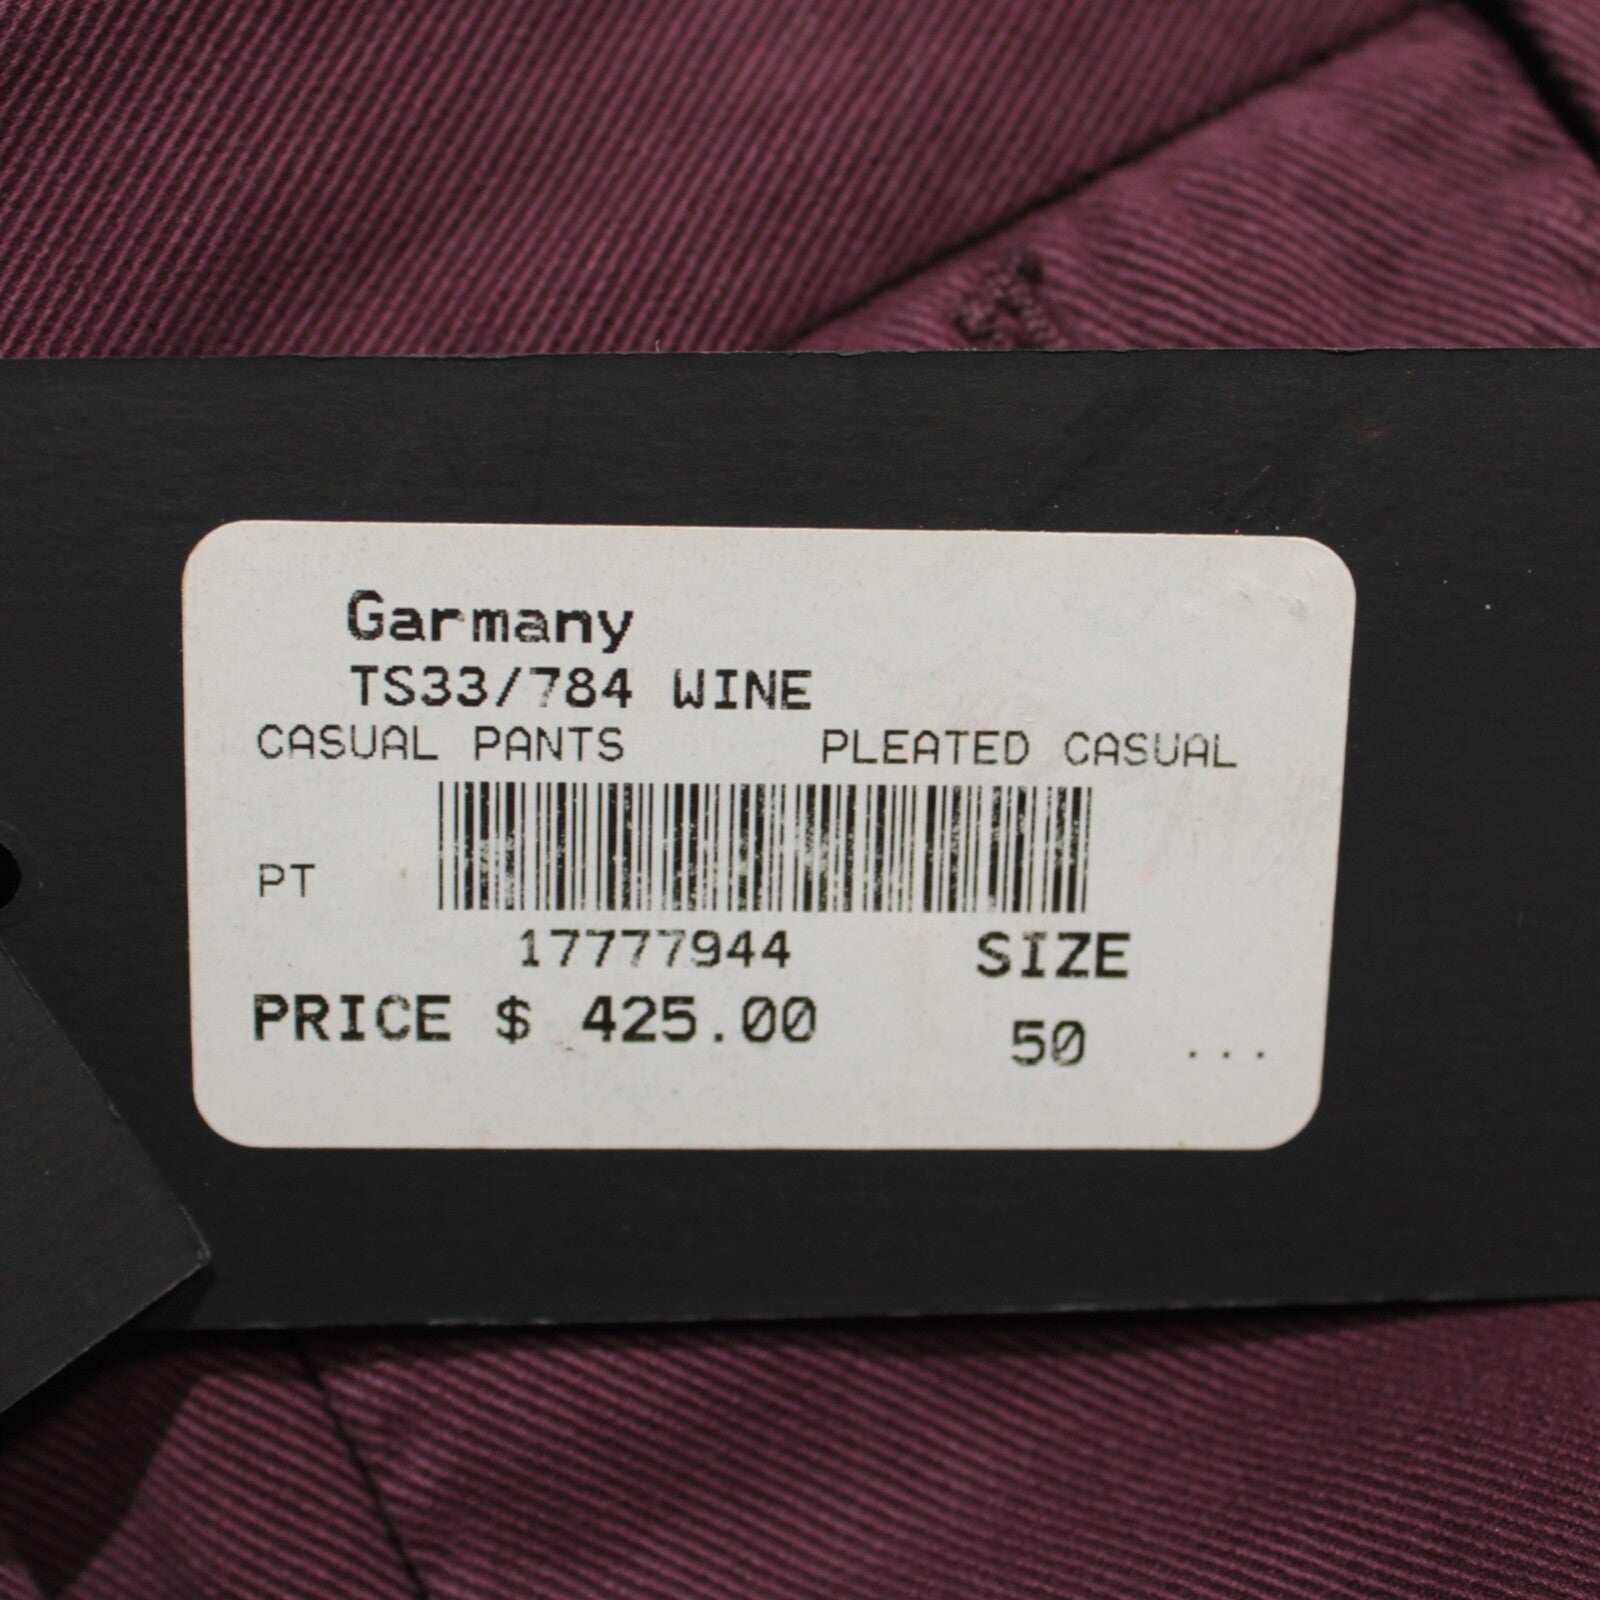 Garmany
TS33/784 WINE
CASUAL PANTS PLEATED CASUAL
PT
17777944 SIZE
PRICE $ 425.00 50 ...